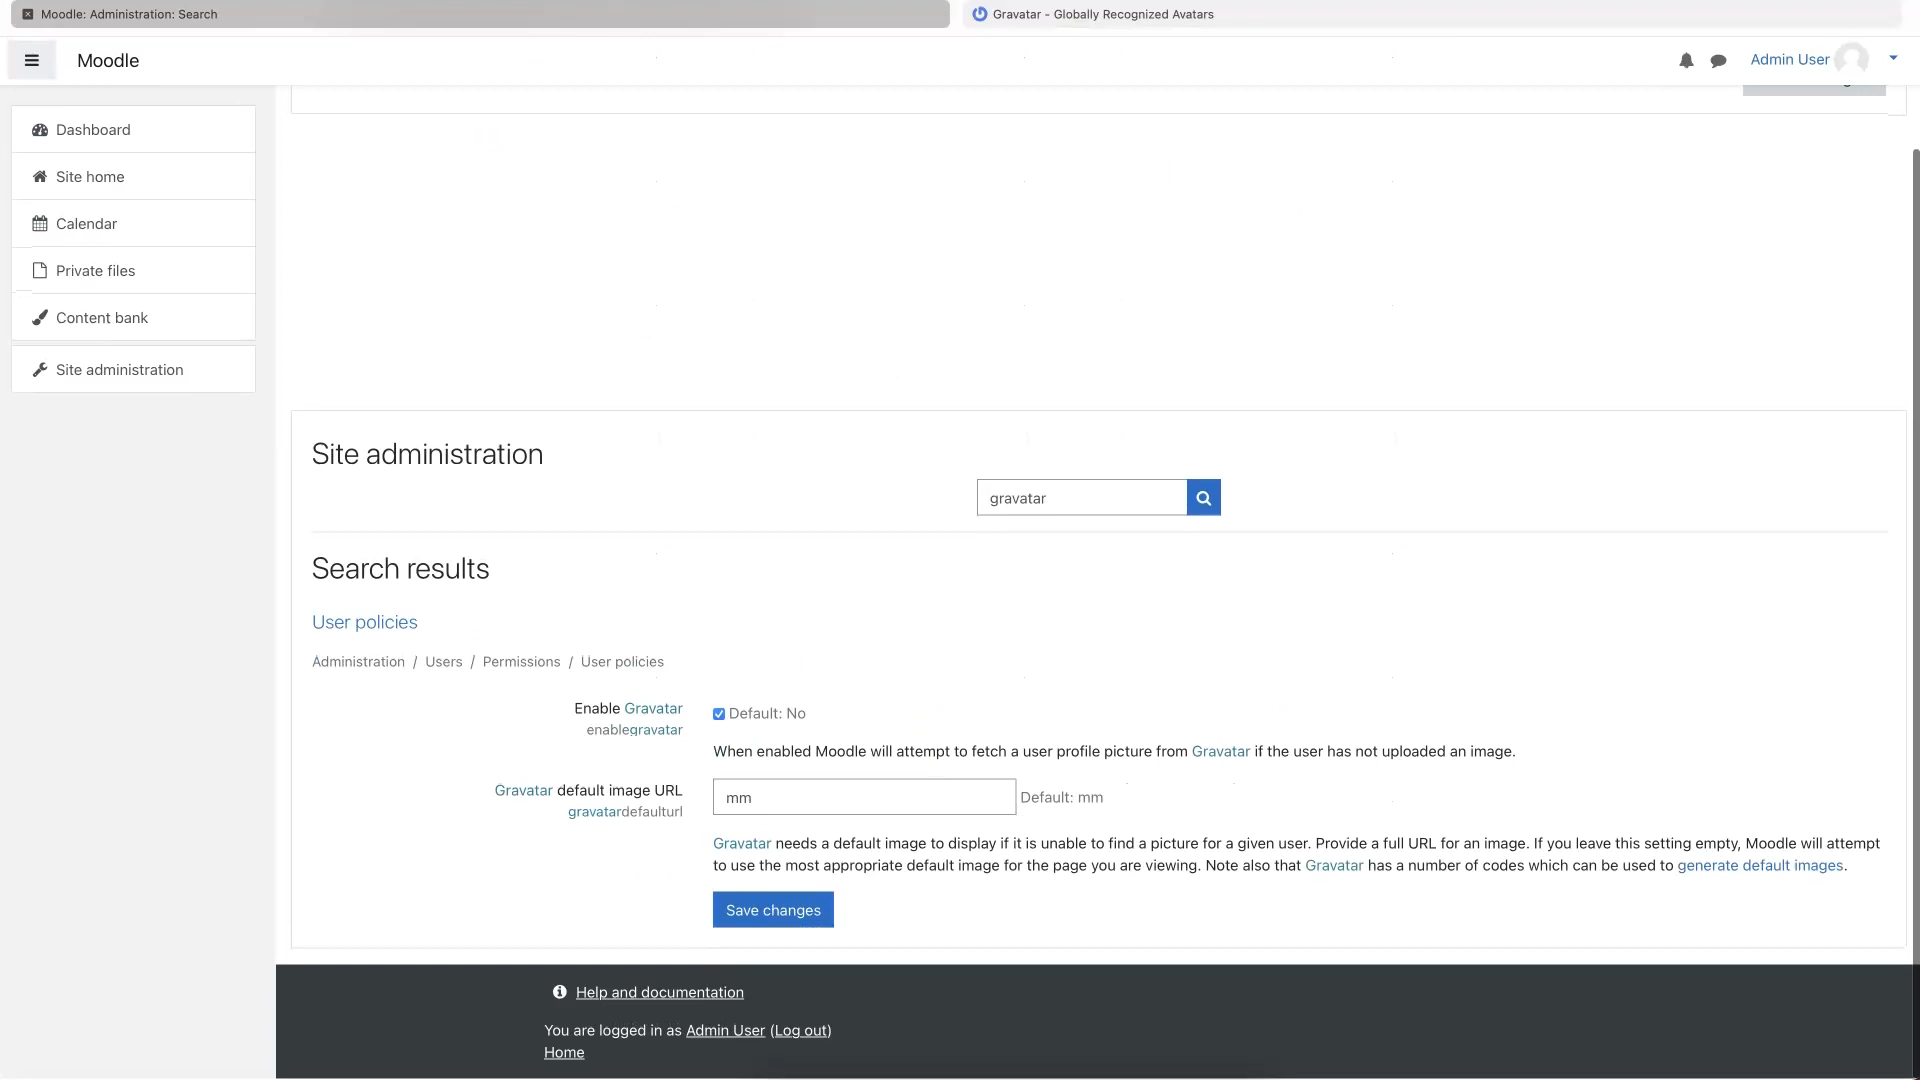 Moodle: Administration: Search
Gravatar - Globally Recognized Avatars
Moodle
Admin User
Dashboard
Site home
Calendar
Private files
Content bank
Site administration
Site administration
gravatar
Search results
User policies
Administration / Users / Permissions / User policies
Enable Gravatar
enablegravatar
Default: No
When enabled Moodle will attempt to fetch a user profile picture from Gravatar if the user has not uploaded an image.
Gravatar default image URL
gravatardefaulturl
mm
Default: mm
Gravatar needs a default image to display if it is unable to find a picture for a given user. Provide a full URL for an image. If you leave this setting empty, Moodle will attempt
to use the most appropriate default image for the page you are viewing. Note also that Gravatar has a number of codes which can be used to generate default images.
Save changes
Help and documentation
You are logged in as Admin User (Log out)
Home